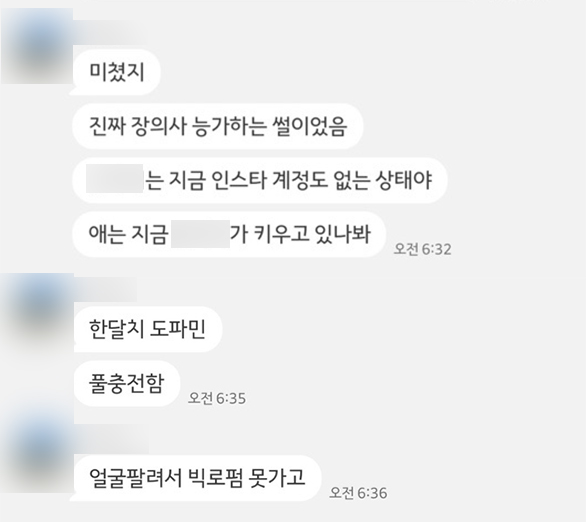 미쳤지
진짜 장의사 능가하는 썰이었음
는 지금 인스타 계정도 없는 상태야
애는 지금 가 키우고 있나봐
오전 6:32
한달치 도파민
풀충전함
오전 6:35
얼굴팔려서 빅로펌 못가고
오전 6:36